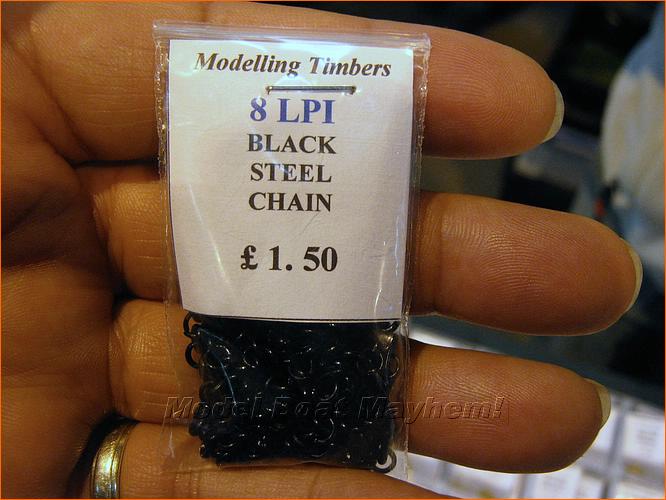 Modelling Timbers
8 LPI
BLACK
STEEL
CHAIN
£ 1. 50
Model Boat Mayhem!